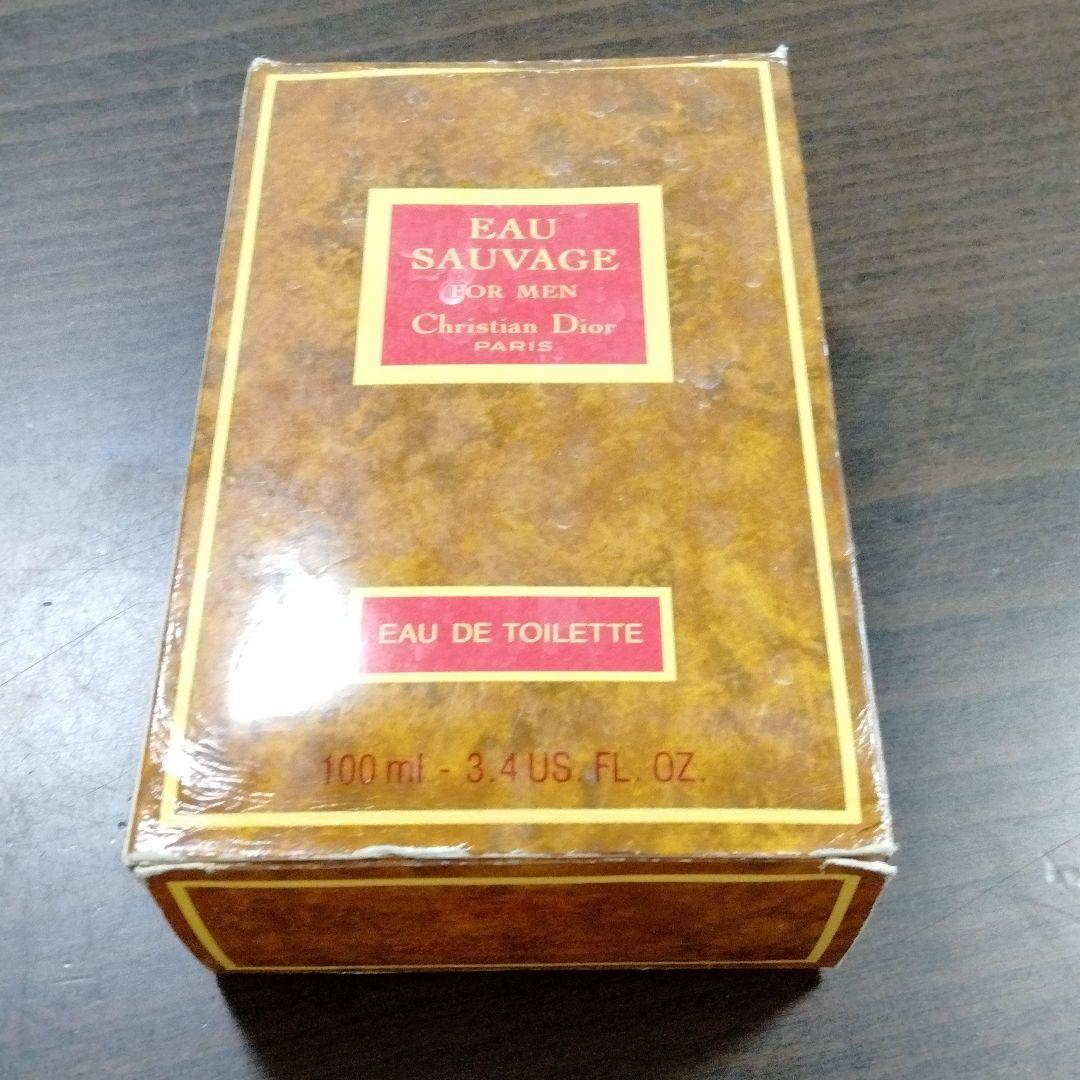 EAU
SAUVAGE
FOR MEN
Christian Dior
PARIS
EAU DE TOILETTE
100 ml - 3.4 US. FL. OZ.